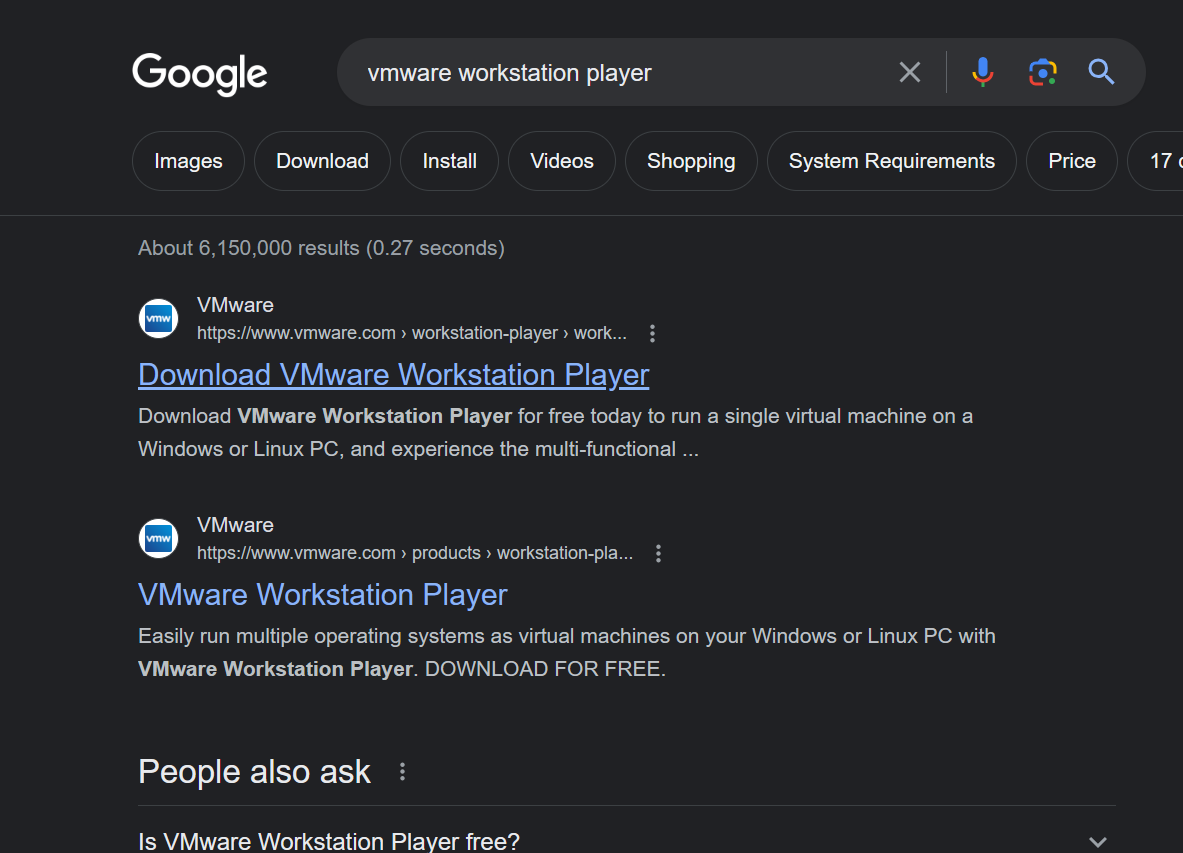 Google
vmware workstation player
Images
Download
Install
Videos
Shopping
System Requirements
Price
17
About 6,150,000 results (0.27 seconds)
vmw
VMware
https://www.vmware.com › workstation-player › work...
Download VMware Workstation Player
Download VMware Workstation Player for free today to run a single virtual machine on a
Windows or Linux PC, and experience the multi-functional ...
vmw
VMware
https://www.vmware.com › products › workstation-pla...
VMware Workstation Player
Easily run multiple operating systems as virtual machines on your Windows or Linux PC with
VMware Workstation Player. DOWNLOAD FOR FREE.
People also ask
Is VMware Workstation Player free?